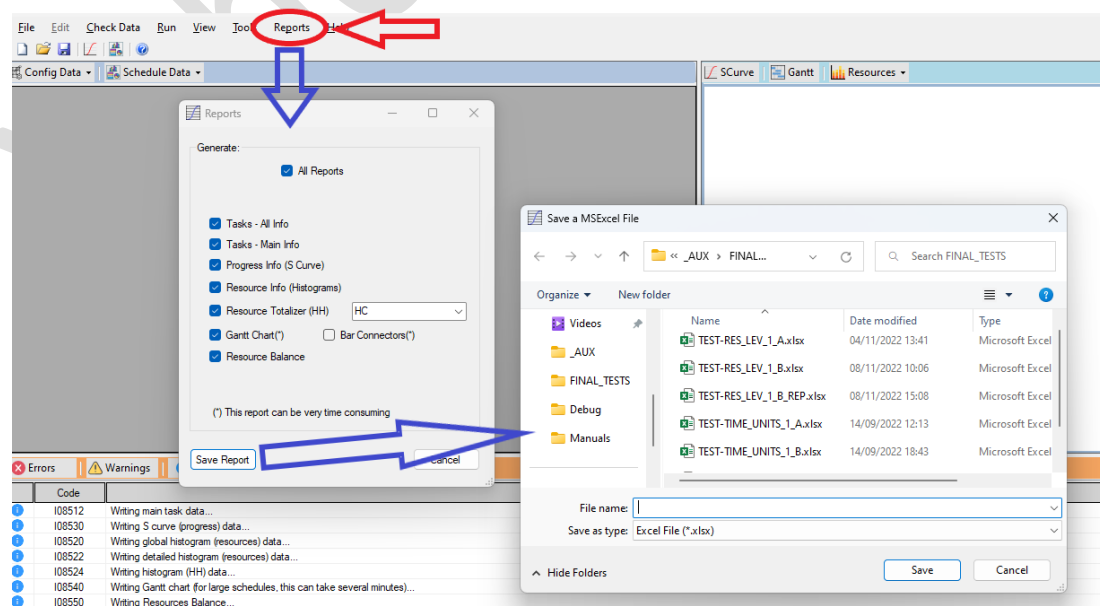 File Edit Check Data Run View Tools Reports Help
Config Data Schedule Data
SCurve Gantt Resources
Reports
Generate:
All Reports
Tasks - All Info
Tasks - Main Info
Progress Info (S Curve)
Resource Info (Histograms)
Resource Totalizer (HH) HC
Gantt Chart(*) Bar Connectors(*)
Resource Balance
(*) This report can be very time consuming
Save Report Cancel
Save a MSExcel File
« _AUX › FINAL... Search FINAL_TESTS
Organize New folder
Videos
_AUX
FINAL_TESTS
Debug
Manuals
Name Date modified Type
TEST-RES_LEV_1_A.xlsx 04/11/2022 13:41 Microsoft Excel
TEST-RES_LEV_1_B.xlsx 08/11/2022 10:06 Microsoft Excel
TEST-RES_LEV_1_B_REP.xlsx 08/11/2022 15:08 Microsoft Excel
TEST-TIME_UNITS_1_A.xlsx 14/09/2022 12:13 Microsoft Excel
TEST-TIME_UNITS_1_B.xlsx 14/09/2022 18:43 Microsoft Excel
File name:
Save as type: Excel File (*.xlsx)
Hide Folders Save Cancel
Errors Warnings
Code
I08512 Writing main task data...
I08530 Writing S curve (progress) data...
I08520 Writing global histogram (resources) data...
I08522 Writing detailed histogram (resources) data...
I08524 Writing histogram (HH) data...
I08540 Writing Gantt chart (for large schedules, this can take several minutes)...
I08550 Writing Resources Balance...